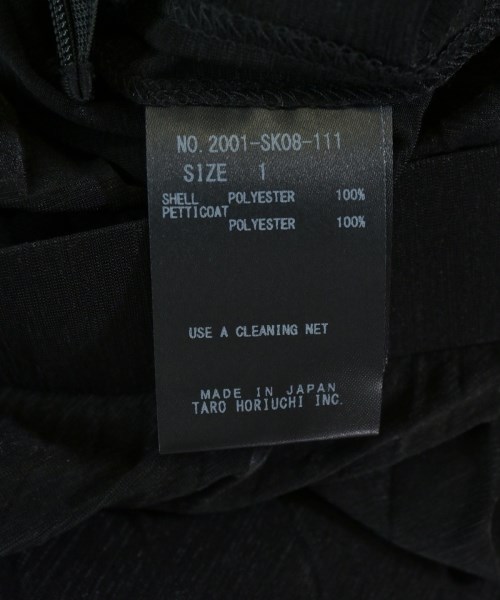 NO. 2001-SK08-111
SIZE 1
SHELL POLYESTER 100%
PETTICOAT
POLYESTER 100%
USE A CLEANING NET
MADE IN JAPAN
TARO HORIUCHI INC.